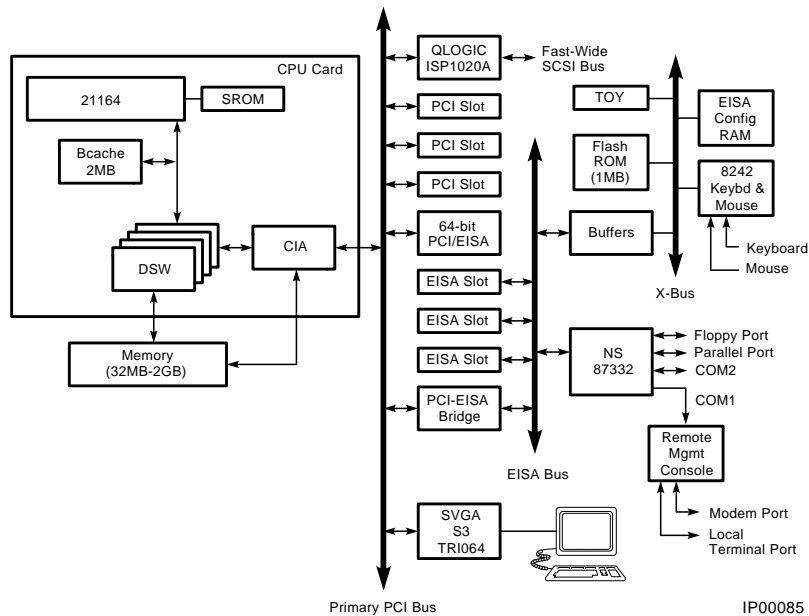 CPU Card
21164
SROM
Bcache
2MB
DSW
CIA
Memory
(32MB-2GB)
QLOGIC
ISP1020A
Fast-Wide
SCSI Bus
PCI Slot
PCI Slot
PCI Slot
64-bit
PCI/EISA
EISA Slot
EISA Slot
EISA Slot
PCI-EISA
Bridge
SVGA
S3
TRI064
Primary PCI Bus
EISA Bus
TOY
Flash
ROM
(1MB)
Buffers
EISA
Config
RAM
8242
Keybd &
Mouse
Keyboard
Mouse
X-Bus
NS
87332
Floppy Port
Parallel Port
COM2
COM1
Remote
Mgmt
Console
Modem Port
Local
Terminal Port
IP00085